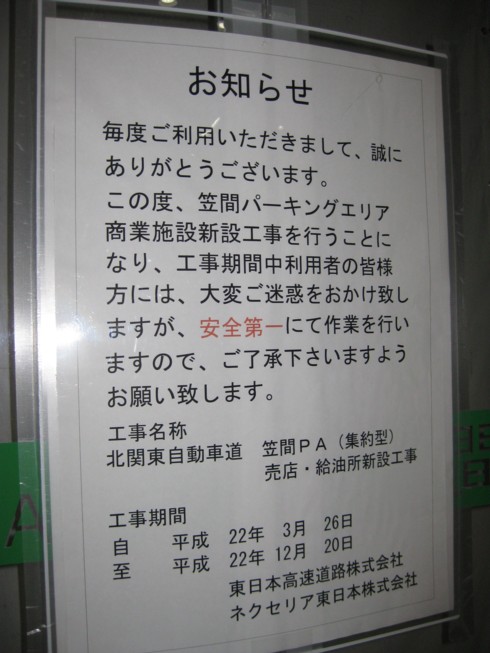 お知らせ
毎度ご利用いただきまして、誠に
ありがとうございます。
この度、笠間パーキングエリア
商業施設新設工事を行うことに
なり、工事期間中利用者の皆様
方には、大変ご迷惑をおかけ致し
ますが、安全第一にて作業を行い
ますので、ご了承下さいますよう
お願い致します。
工事名称
北関東自動車道 笠間ＰＡ（集約型）
売店・給油所新設工事
工事期間
自 平成 22年 3月 26日
至 平成 22年 12月 20日
東日本高速道路株式会社
ネクセリア東日本株式会社